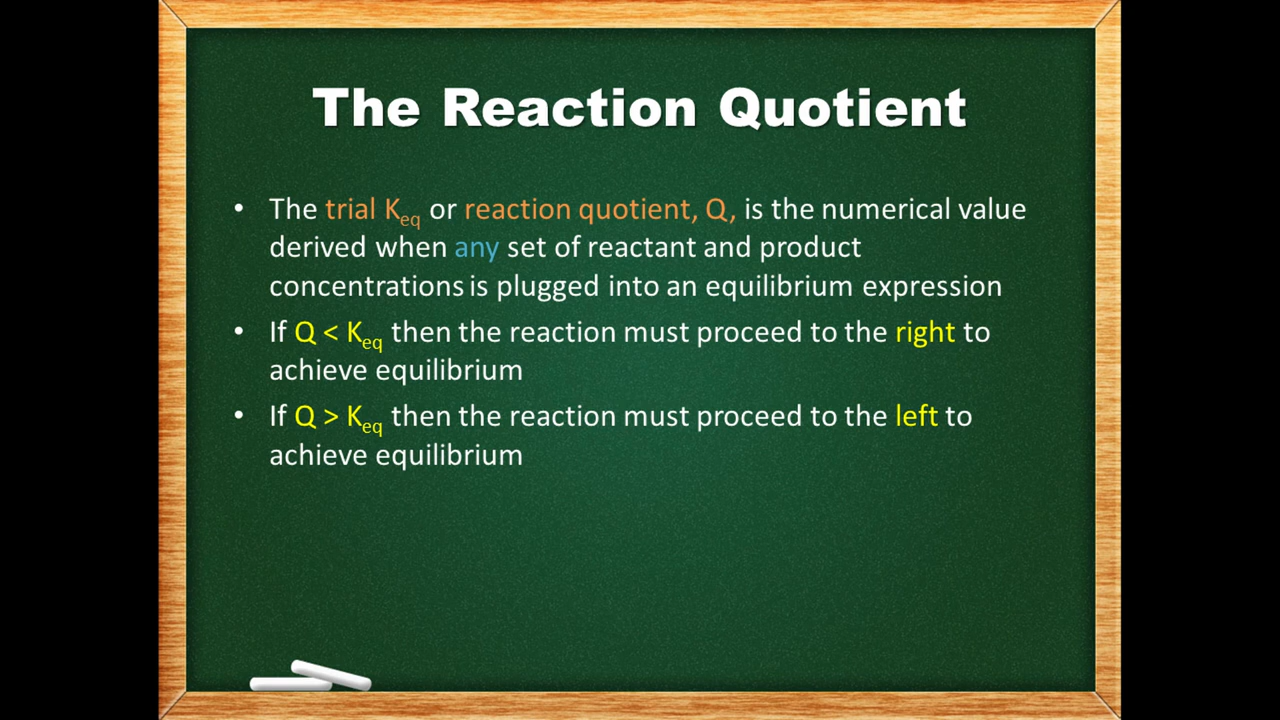 The Reaction Quotient
• The trial Keq or reaction quotient, Q, is the numerical value
derived when any set of reactant and product
concentrations is plugged into an equilibrium expression
• If Q < Keq then the reaction must proceed to the right to
achieve equilibrium
• If Q > Keq then the reaction must proceed to the left to
achieve equilibrium